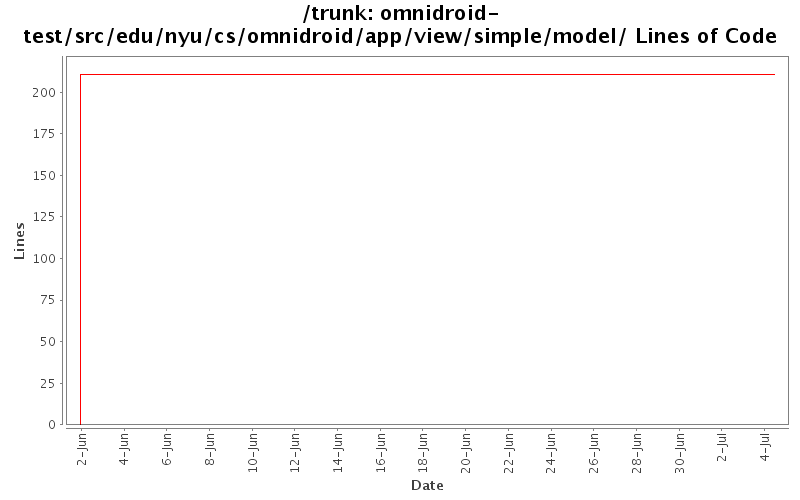 /trunk: omnidroid-
test/src/edu/nyu/cs/omnidroid/app/view/simple/model/ Lines of Code
200
175
150
125
100
75
50
25
0
Lines
2-Jun
4-Jun
6-Jun
8-Jun
10-Jun
12-Jun
14-Jun
16-Jun
18-Jun
20-Jun
22-Jun
24-Jun
26-Jun
28-Jun
30-Jun
2-Jul
4-Jul
Date